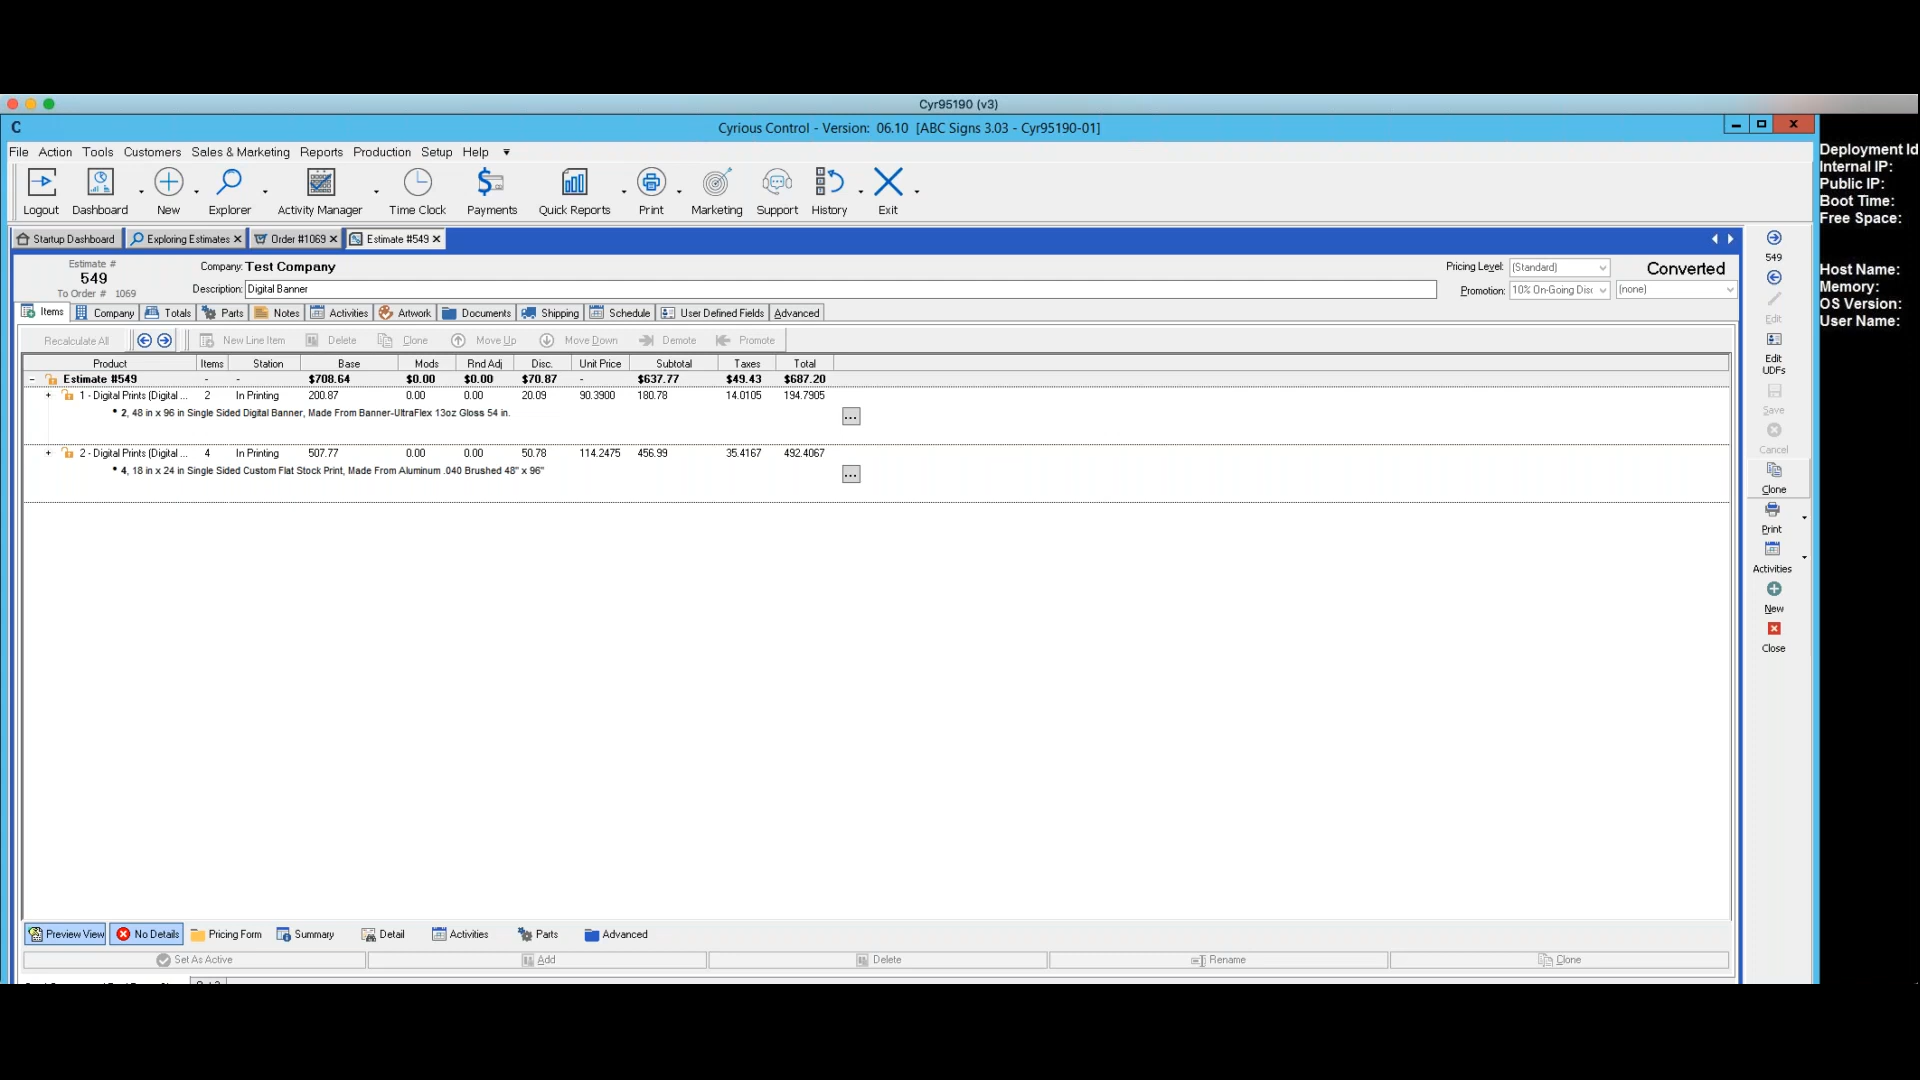 Cyr95190 (v3)
C Cyrious Control - Version: 06.10 [ABC Signs 3.03 - Cyr95190-01]
File Action Tools Customers Sales & Marketing Reports Production Setup Help
Logout Dashboard New Explorer Activity Manager Time Clock Payments Quick Reports Print Marketing Support History Exit
Startup Dashboard Exploring Estimates Order #1069 Estimate #549
Estimate #
549
To Order # 1069
Company: Test Company
Description: Digital Banner
Pricing Level: (Standard)
Converted
Promotion: 10% On-Going Disc (none)
Items Company Totals Parts Notes Activities Artwork Documents Shipping Schedule User Defined Fields Advanced
Recalculate All New Line Item Delete Clone Move Up Move Down Demote Promote
Product Items Station Base Mods Rnd Adj Disc. Unit Price Subtotal Taxes Total
- Estimate #549 - - $708.64 $0.00 $0.00 $70.87 - $637.77 $49.43 $687.20
+ 1 - Digital Prints (Digital ... 2 In Printing 200.87 0.00 0.00 20.09 90.3900 180.78 14.0105 194.7905
• 2, 48 in x 96 in Single Sided Digital Banner, Made From Banner-UltraFlex 13oz Gloss 54 in.
...
+ 2 - Digital Prints (Digital ... 4 In Printing 507.77 0.00 0.00 50.78 114.2475 456.99 35.4167 492.4067
• 4, 18 in x 24 in Single Sided Custom Flat Stock Print, Made From Aluminum .040 Brushed 48" x 96"
...
Preview View No Details Pricing Form Summary Detail Activities Parts Advanced
Set As Active Add Delete Rename Clone
549
Edit
Edit
UDFs
Save
Cancel
Clone
Print
Activities
New
Close
Deployment Id
Internal IP:
Public IP:
Boot Time:
Free Space:
Host Name:
Memory:
OS Version:
User Name: